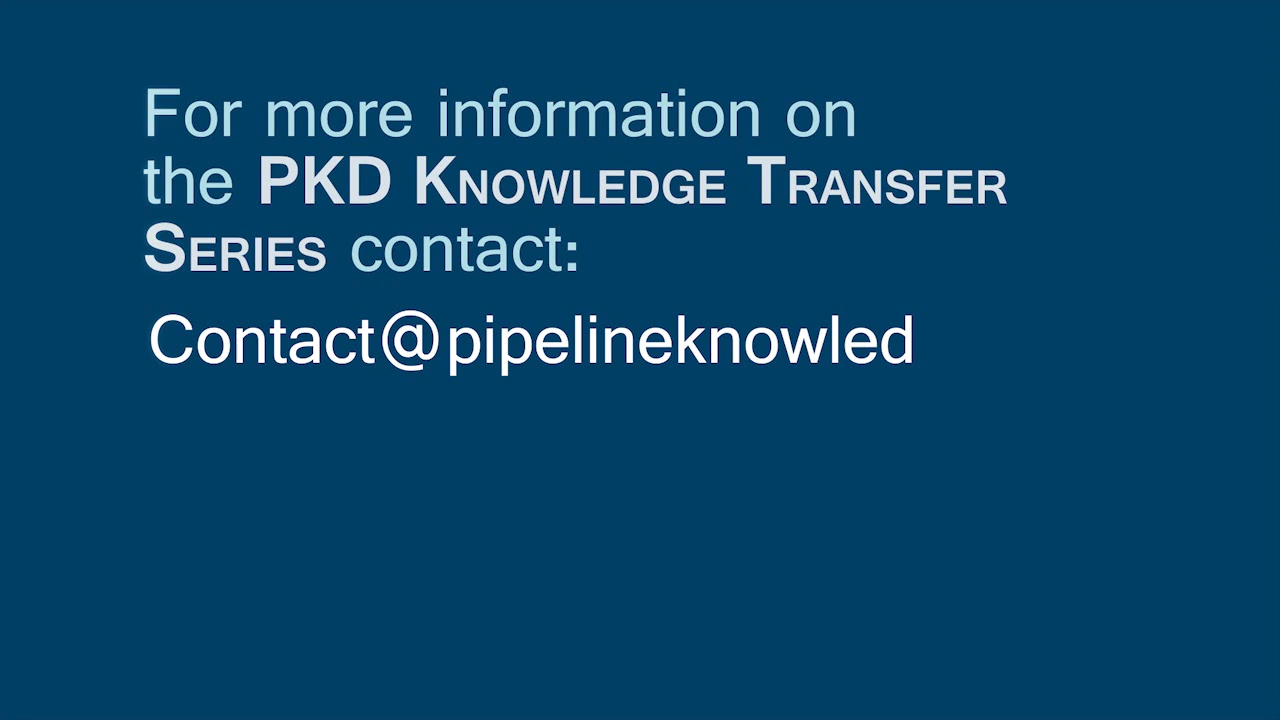 For more information on
the PKD KNOWLEDGE TRANSFER
SERIES contact:
Contact@pipelineknowled